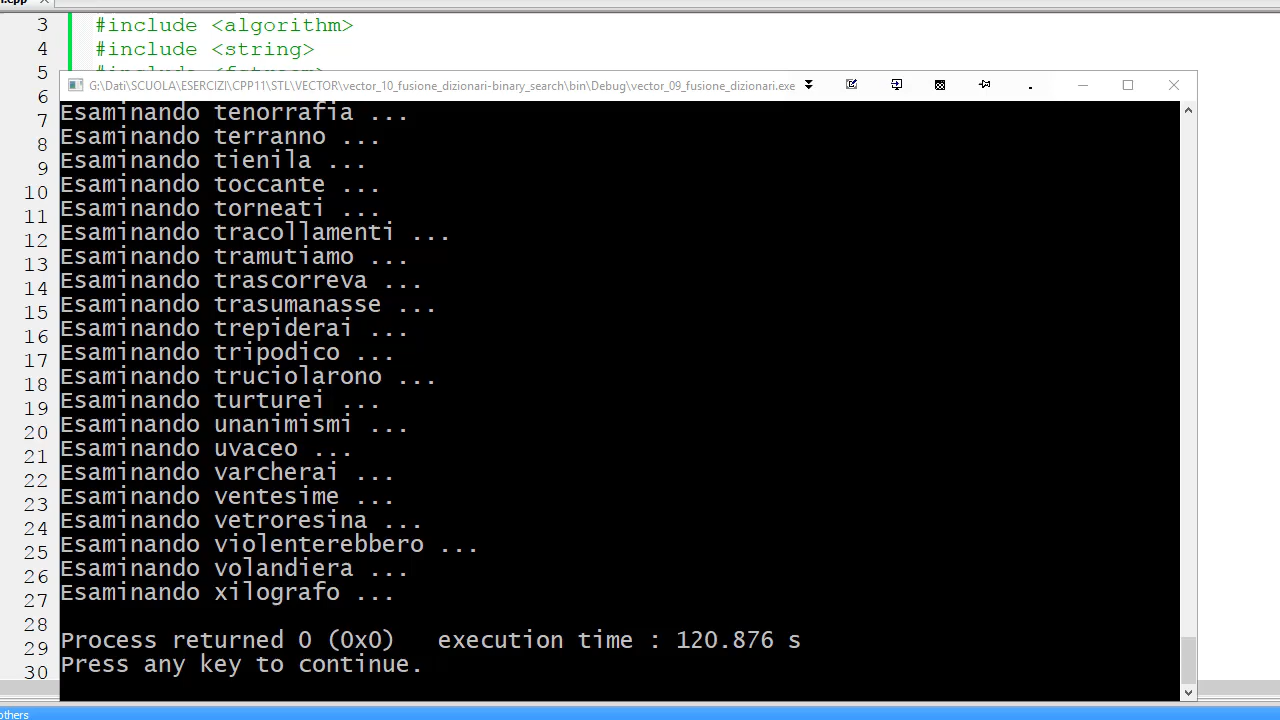 .cpp
3 #include <algorithm>
4 #include <string>
5 #include <fstream>
G:\Dati\SCUOLA\ESERCIZI\CPP11\STL\VECTOR\vector_10_fusione_dizionari-binary_search\bin\Debug\vector_09_fusione_dizionari.exe
6
7 Esaminando tenorrafia ...
8 Esaminando terranno ...
9 Esaminando tienila ...
10 Esaminando toccante ...
11 Esaminando torneati ...
12 Esaminando tracollamenti ...
13 Esaminando tramutiamo ...
14 Esaminando trascorreva ...
15 Esaminando trasumanasse ...
16 Esaminando trepiderai ...
17 Esaminando tripodico ...
18 Esaminando truciolarono ...
19 Esaminando turturei ...
20 Esaminando unanimismi ...
21 Esaminando uvaceo ...
22 Esaminando varcherai ...
23 Esaminando ventesime ...
24 Esaminando vetroresina ...
25 Esaminando violenterebbero ...
26 Esaminando volandiera ...
27 Esaminando xilografo ...
28
29 Process returned 0 (0x0) execution time : 120.876 s
30 Press any key to continue.
others